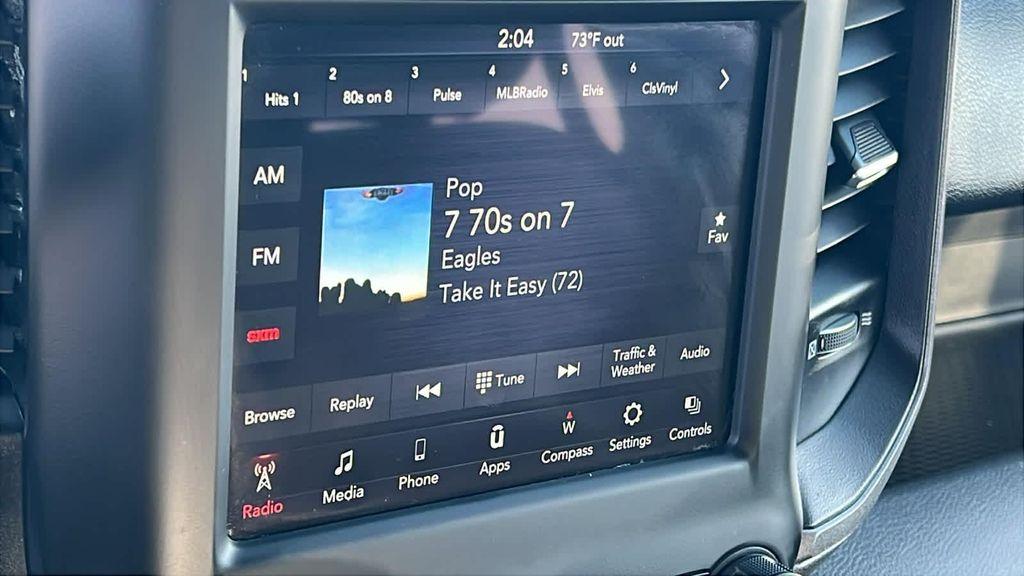 2:04 73°F out
1 Hits 1 2 80s on 8 3 Pulse 4 MLBRadio 5 Elvis 6 ClsVinyl
AM
Pop
7 70s on 7
Fav
FM
Eagles
Take It Easy (72)
sxm
Browse Replay Tune Traffic & Weather Audio
Radio Media Phone Apps W Compass Settings Controls